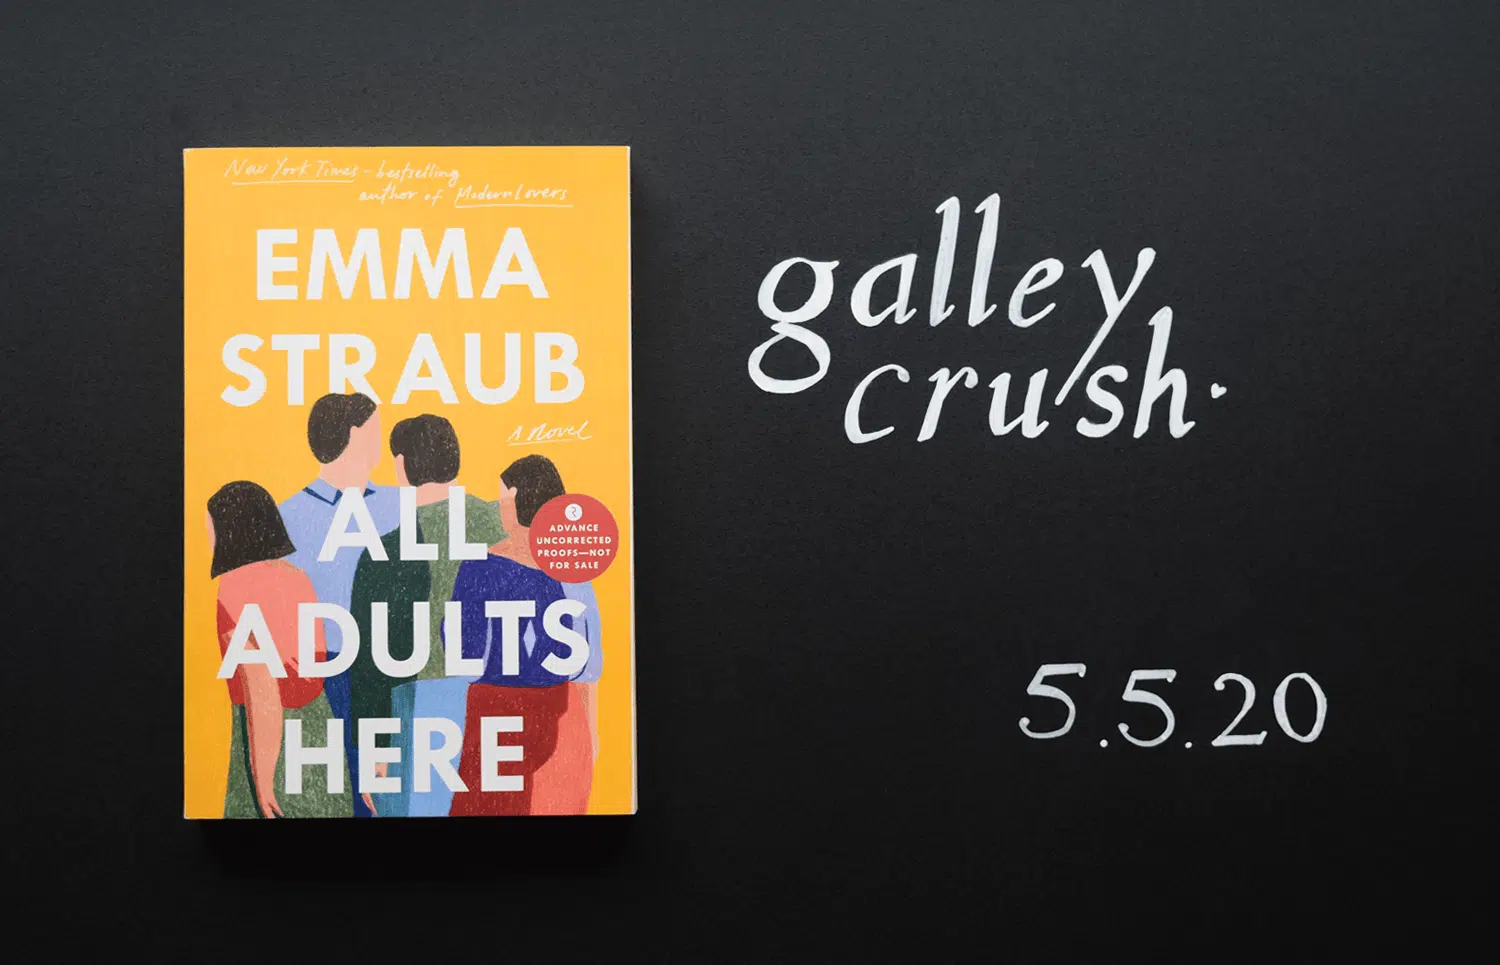 New York Times–bestselling
author of Modern Lovers
EMMA
STRAUB
A Novel
ALL
ADULTS
HERE
ADVANCE
UNCORRECTED
PROOFS—NOT
FOR SALE
galley
crush.
5.5.20